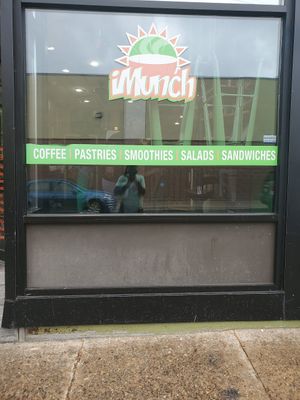 iMunch
COFFEE | PASTRIES | SMOOTHIES | SALADS | SANDWICHES